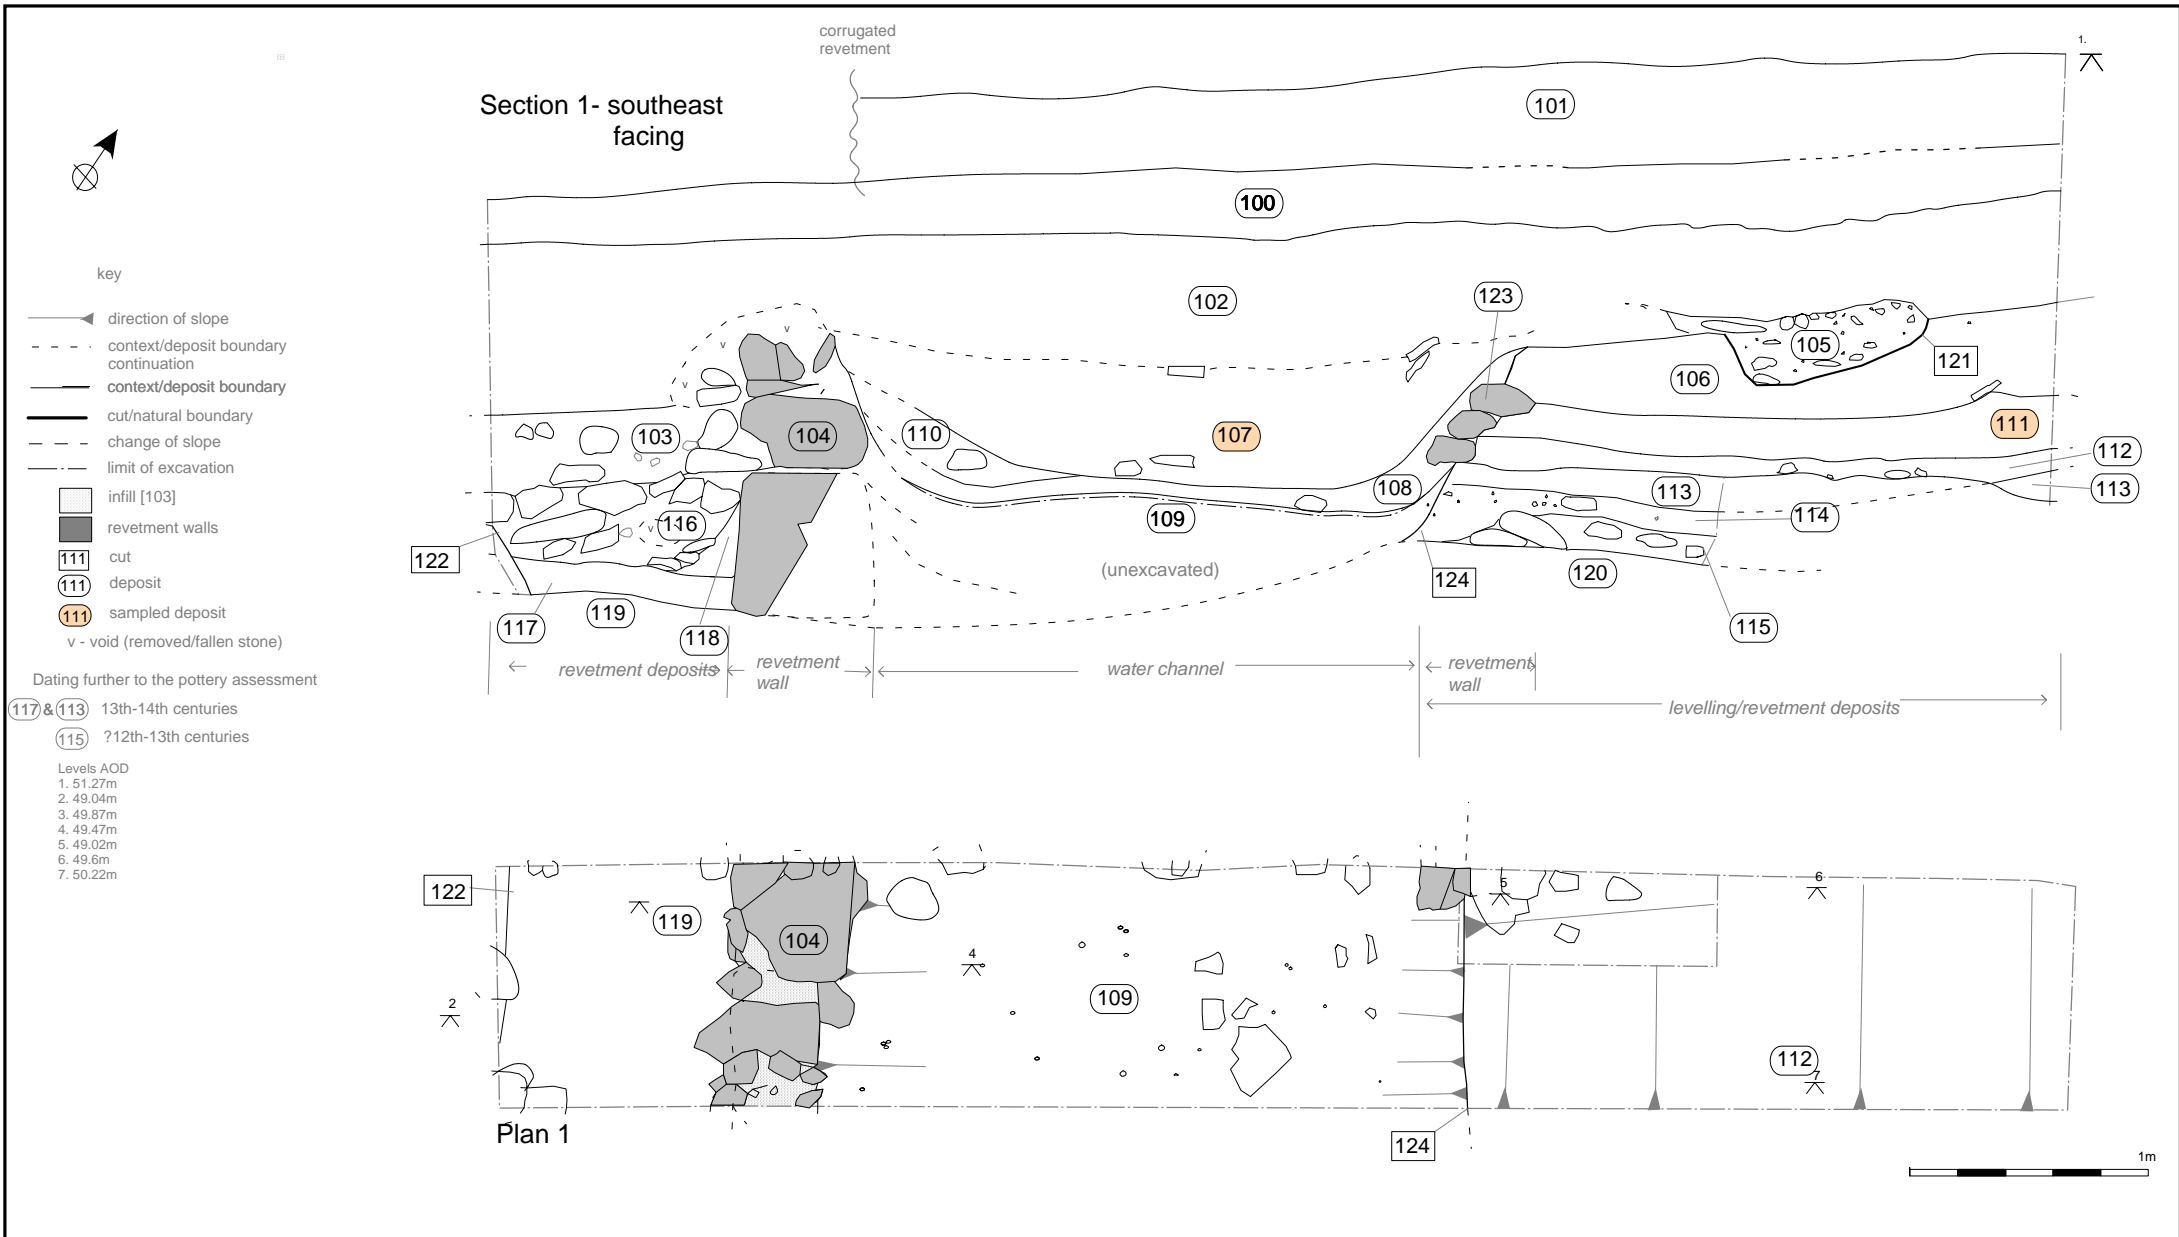 corrugated
revetment
1.
Section 1- southeast
facing
101
100
key
direction of slope
context/deposit boundary
continuation
context/deposit boundary
cut/natural boundary
change of slope
limit of excavation
infill [103]
revetment walls
111 cut
111 deposit
111 sampled deposit
v - void (removed/fallen stone)
Dating further to the pottery assessment
117 & 113 13th-14th centuries
115 ?12th-13th centuries
Levels AOD
1. 51.27m
2. 49.04m
3. 49.87m
4. 49.47m
5. 49.02m
6. 49.6m
7. 50.22m
102
123
v
v
v
105
121
106
103
104
110
107
111
112
108
113
113
109
114
v
116
122
(unexcavated)
124
120
117
119
118
115
revetment deposits
revetment
wall
water channel
revetment
wall
levelling/revetment deposits
122
119
104
5
6
4
2
109
112
7
Plan 1
124
1m